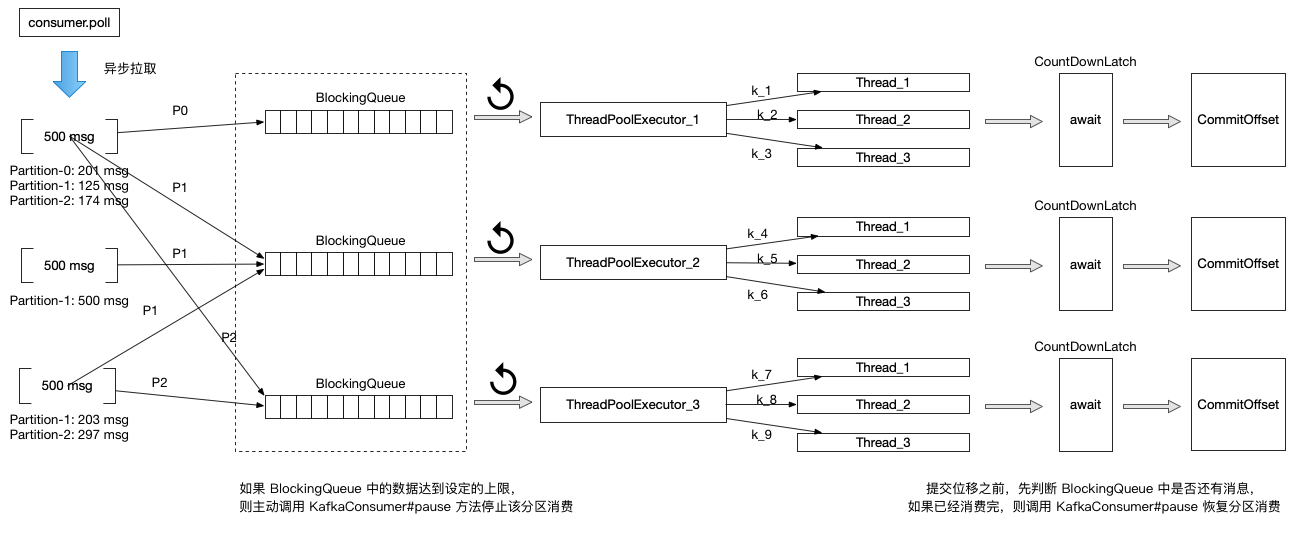 consumer.poll
异步拉取
500 msg
Partition-0: 201 msg
Partition-1: 125 msg
Partition-2: 174 msg
500 msg
Partition-1: 500 msg
500 msg
Partition-1: 203 msg
Partition-2: 297 msg
P0
P1
P1
P1
P2
P2
BlockingQueue
BlockingQueue
BlockingQueue
ThreadPoolExecutor_1
k_1
k_2
k_3
Thread_1
Thread_2
Thread_3
CountDownLatch
await
CommitOffset
ThreadPoolExecutor_2
k_4
k_5
k_6
Thread_1
Thread_2
Thread_3
CountDownLatch
await
CommitOffset
ThreadPoolExecutor_3
k_7
k_8
k_9
Thread_1
Thread_2
Thread_3
CountDownLatch
await
CommitOffset
如果 BlockingQueue 中的数据达到设定的上限，
则主动调用 KafkaConsumer#pause 方法停止该分区消费
提交位移之前，先判断 BlockingQueue 中是否还有消息，
如果已经消费完，则调用 KafkaConsumer#pause 恢复分区消费